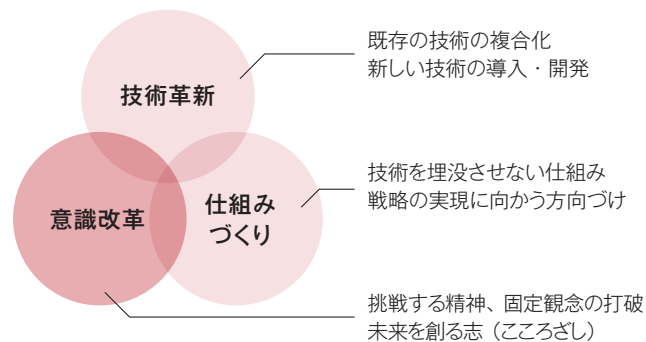 技術革新
既存の技術の複合化
新しい技術の導入・開発
意識改革
仕組み
づくり
技術を埋没させない仕組み
戦略の実現に向かう方向づけ
挑戦する精神、固定観念の打破
未来を創る志（こころざし）